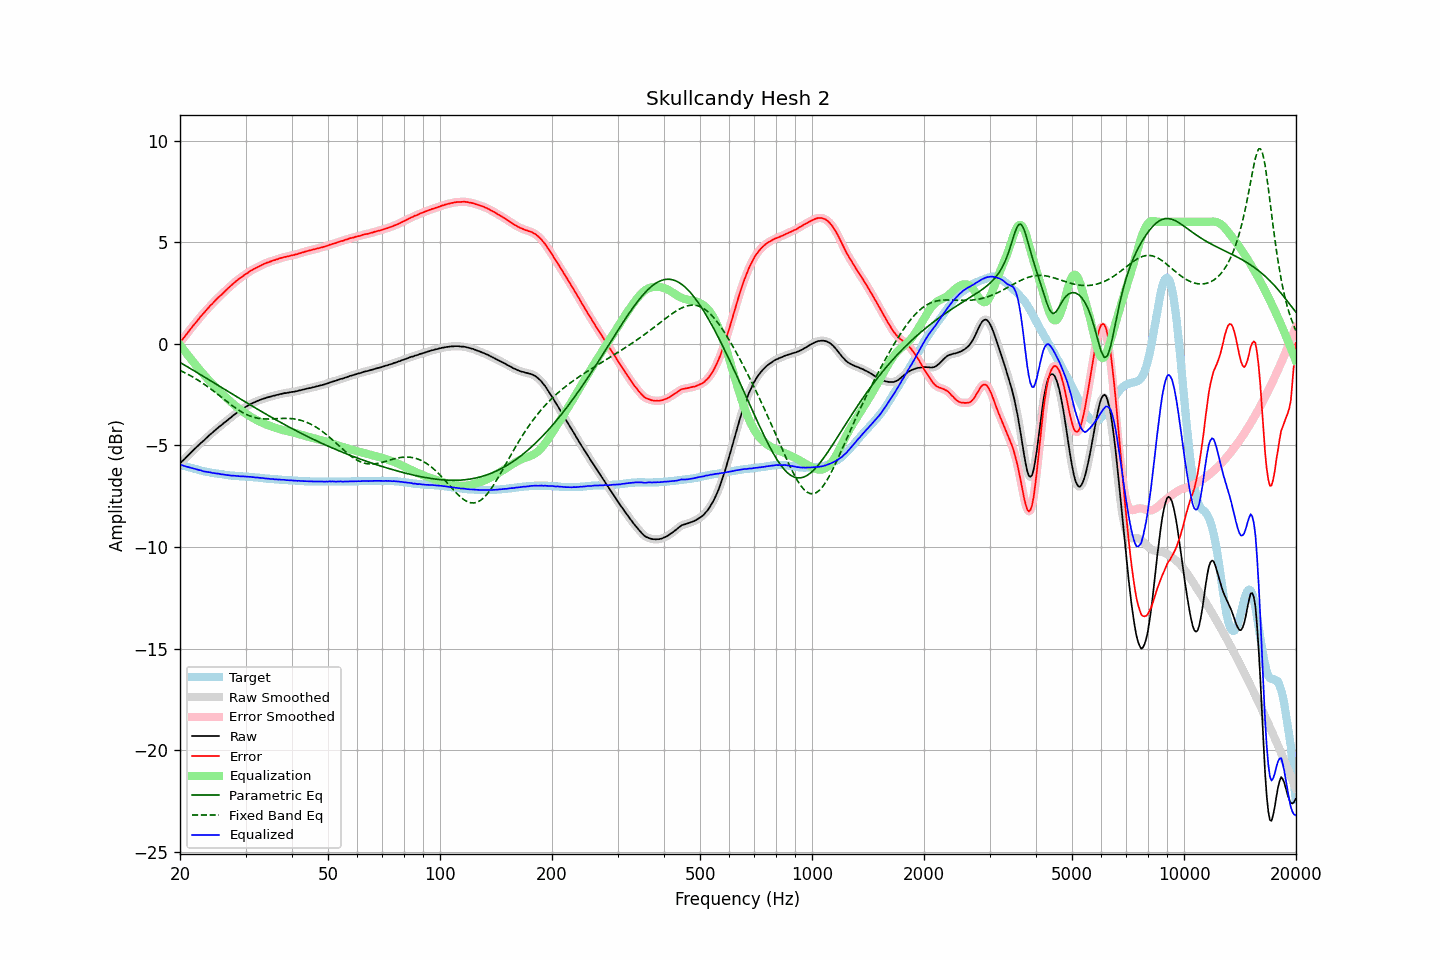 Skullcandy Hesh 2
Amplitude (dBr)
10
5
0
−5
−10
−15
−20
−25
Target
Raw Smoothed
Error Smoothed
Raw
Error
Equalization
Parametric Eq
Fixed Band Eq
Equalized
20 50 100 200 500 1000 2000 5000 10000 20000
Frequency (Hz)